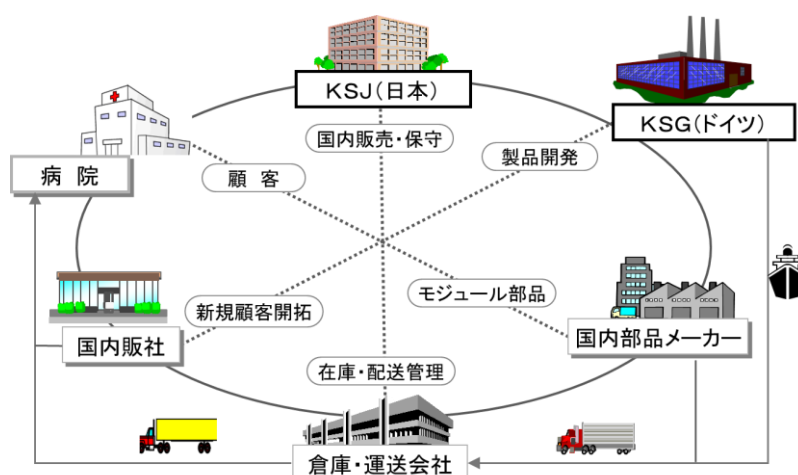 KSJ(日本)
KSG(ドイツ)
国内販売・保守
製品開発
病 院
顧 客
新規顧客開拓
モジュール部品
国内販社
国内部品メーカー
在庫・配送管理
倉庫・運送会社